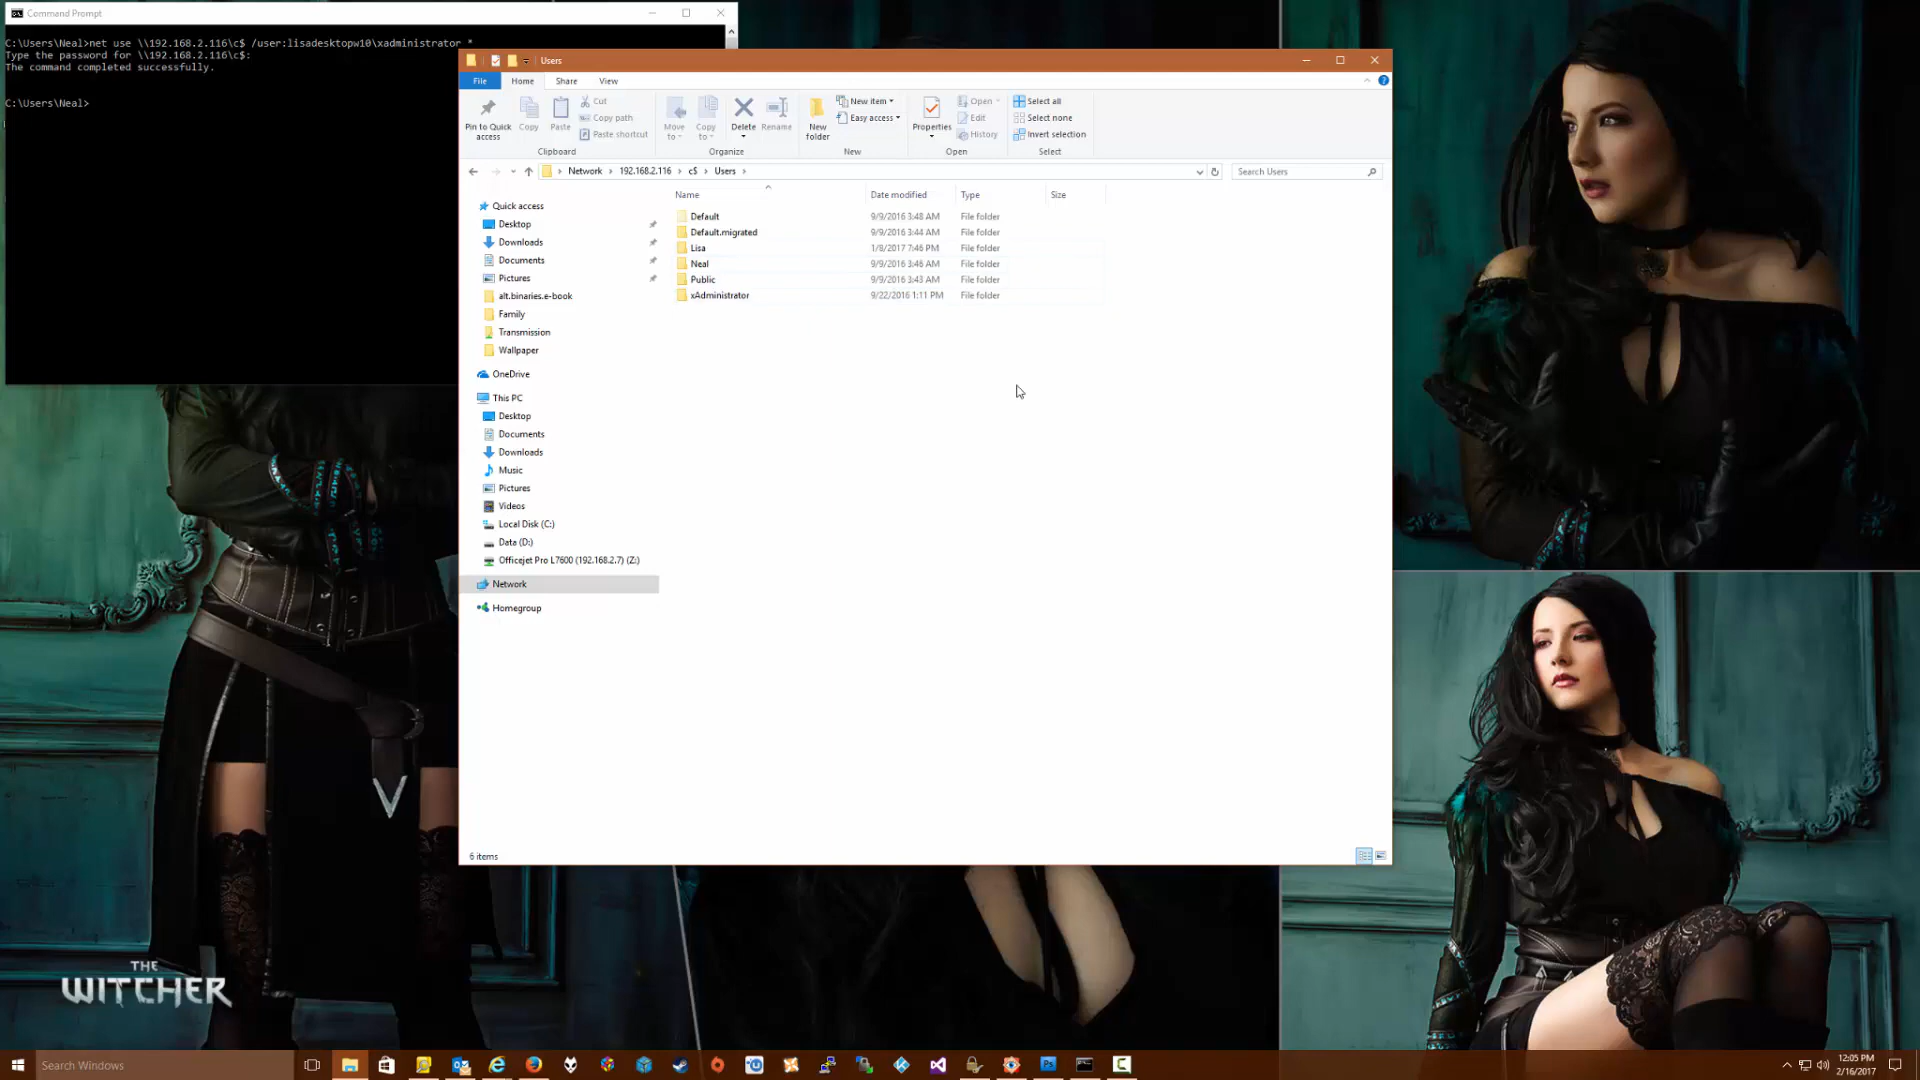 Command Prompt
C:\Users\Neal>net use \\192.168.2.116\c$ /user:lisadesktopw10\xadministrator *
Type the password for \\192.168.2.116\c$:
The command completed successfully.
C:\Users\Neal>
Users
File Home Share View
Pin to Quick access
Copy
Paste
Cut
Copy path
Paste shortcut
Clipboard
Move to
Copy to
Delete
Rename
Organize
New folder
New item
Easy access
New
Properties
Open
Edit
History
Open
Select all
Select none
Invert selection
Select
Network 192.168.2.116 c$ Users
Search Users
Name Date modified Type Size
Default 9/9/2016 3:48 AM File folder
Default.migrated 9/9/2016 3:44 AM File folder
Lisa 1/8/2017 7:46 PM File folder
Neal 9/9/2016 3:46 AM File folder
Public 9/9/2016 3:43 AM File folder
xAdministrator 9/22/2016 1:11 PM File folder
Quick access
Desktop
Downloads
Documents
Pictures
alt.binaries.e-book
Family
Transmission
Wallpaper
OneDrive
This PC
Desktop
Documents
Downloads
Music
Pictures
Videos
Local Disk (C:)
Data (D:)
Officejet Pro L7600 (192.168.2.7) (Z:)
Network
Homegroup
6 items
THE
WITCHER
Search Windows
12:05 PM
2/16/2017